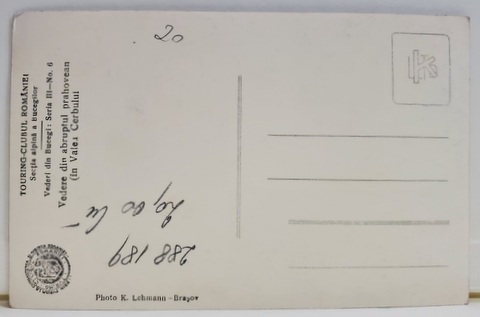 TOURING-CLUBUL ROMÂNIEI
Secția alpină a Bucegilor
Vederi din Bucegi: Seria III—No. 6
Vedere din abruptul prahovean
(în Valea Cerbului
20
20,00 lei
288 189
Photo K. Lehmann – Brașov